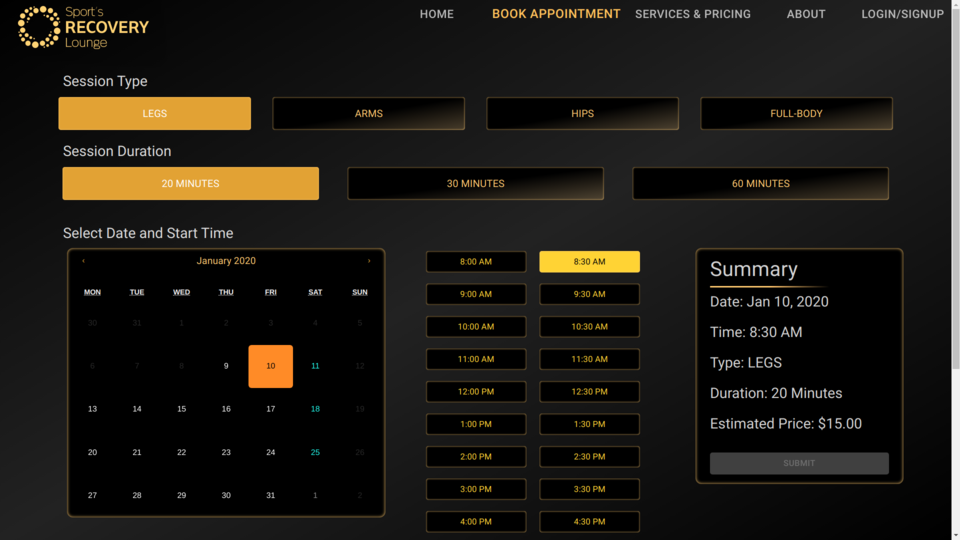 Sport's
RECOVERY
Lounge
HOME BOOK APPOINTMENT SERVICES & PRICING ABOUT LOGIN/SIGNUP
Session Type
LEGS ARMS HIPS FULL-BODY
Session Duration
20 MINUTES 30 MINUTES 60 MINUTES
Select Date and Start Time
‹ January 2020 ›
MON TUE WED THU FRI SAT SUN
30 31 1 2 3 4 5
6 7 8 9 10 11 12
13 14 15 16 17 18 19
20 21 22 23 24 25 26
27 28 29 30 31 1 2
8:00 AM 8:30 AM
9:00 AM 9:30 AM
10:00 AM 10:30 AM
11:00 AM 11:30 AM
12:00 PM 12:30 PM
1:00 PM 1:30 PM
2:00 PM 2:30 PM
3:00 PM 3:30 PM
4:00 PM 4:30 PM
Summary
Date: Jan 10, 2020
Time: 8:30 AM
Type: LEGS
Duration: 20 Minutes
Estimated Price: $15.00
SUBMIT